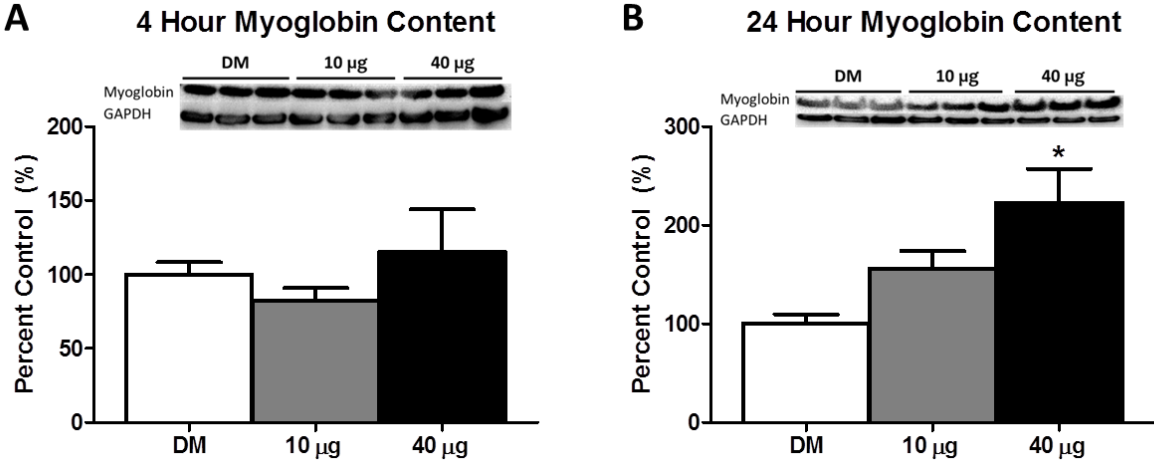 A
4 Hour Myoglobin Content
DM 10 µg 40 µg
Myoglobin
GAPDH
200
150
100
50
0
Percent Control (%)
DM 10 µg 40 µg
B
24 Hour Myoglobin Content
DM 10 µg 40 µg
Myoglobin
GAPDH
300
200
100
0
Percent Control (%)
*
DM 10 µg 40 µg